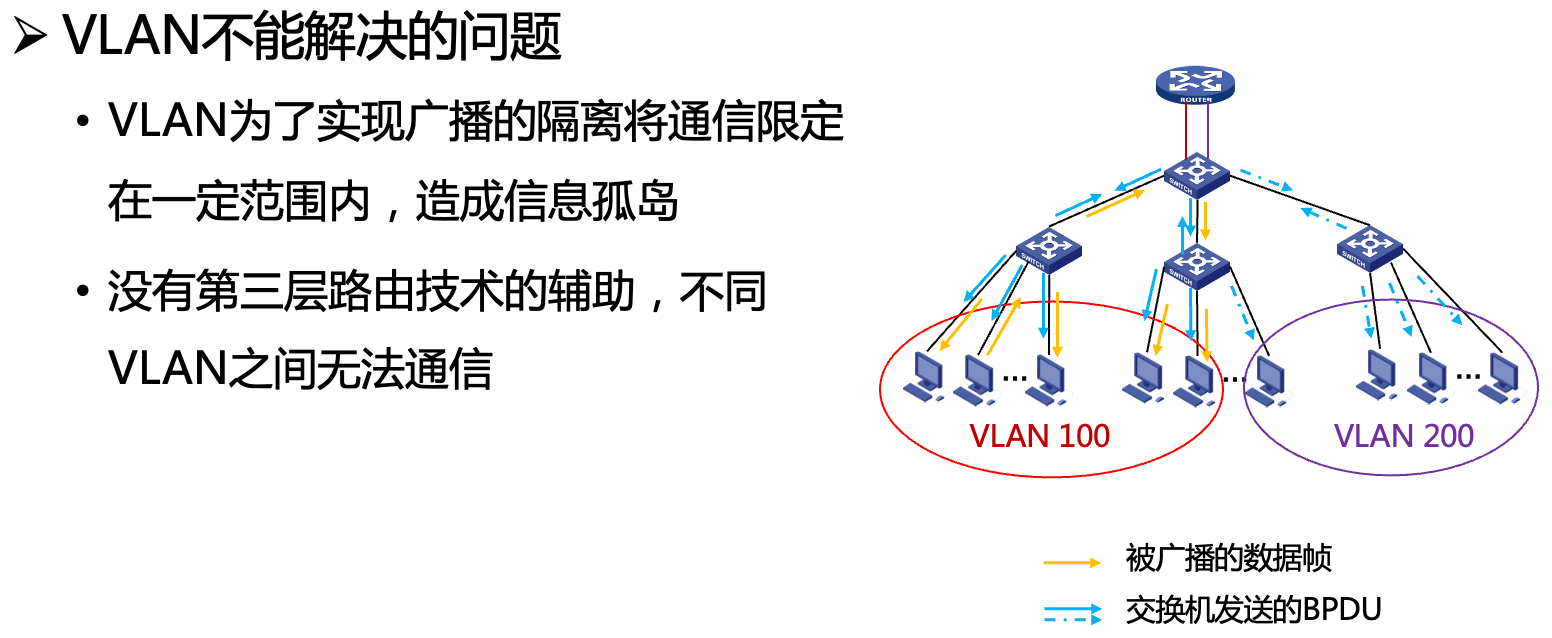 VLAN不能解决的问题
• VLAN为了实现广播的隔离将通信限定
在一定范围内，造成信息孤岛
• 没有第三层路由技术的辅助，不同
VLAN之间无法通信
ROUTER
SWITCH
SWITCH
SWITCH
SWITCH
...
...
...
VLAN 100
VLAN 200
被广播的数据帧
交换机发送的BPDU